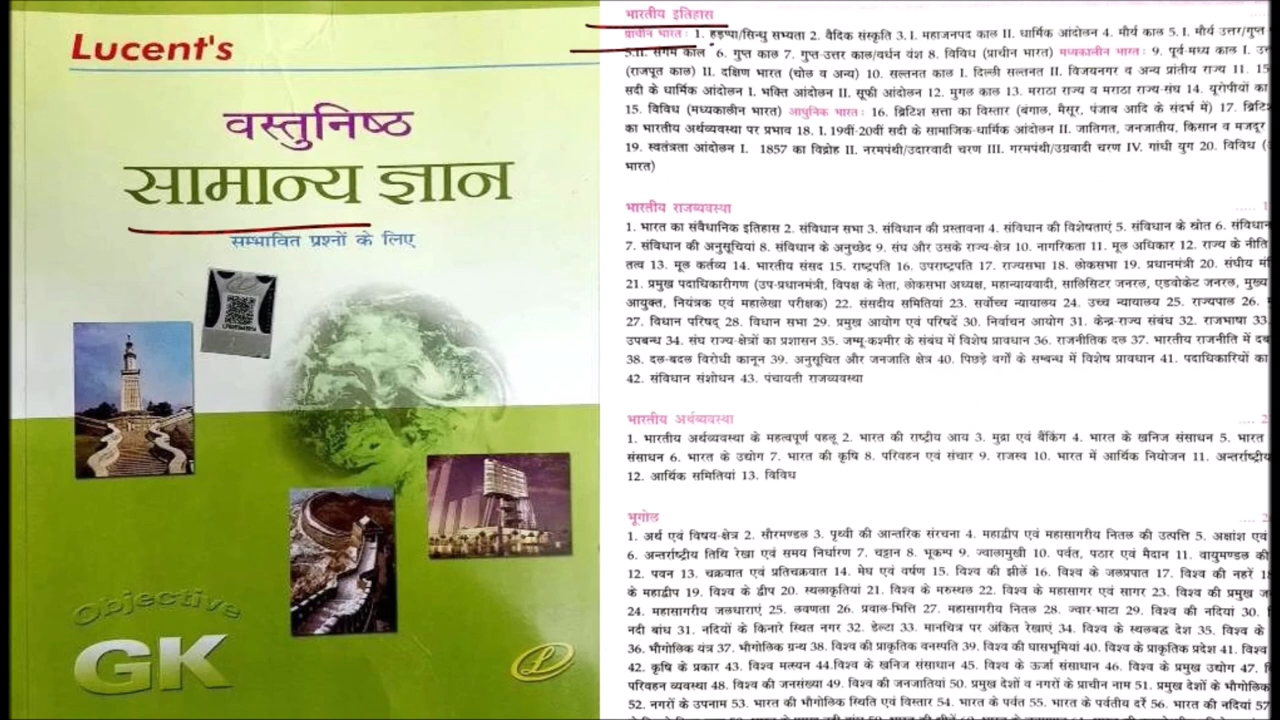 Lucent's
वस्तुनिष्ठ
सामान्य ज्ञान
सम्भावित प्रश्नों के लिए
Objective
GK
भारतीय इतिहास
प्राचीन भारत: 1. हड़प्पा/सिन्धु सभ्यता 2. वैदिक संस्कृति 3.I. महाजनपद काल II. धार्मिक आंदोलन 4. मौर्य काल 5.I. मौर्य उत्तर/गुप्त
5.II. संगम काल 6. गुप्त काल 7. गुप्त-उत्तर काल/वर्धन वंश 8. विविध (प्राचीन भारत) मध्यकालीन भारत: 9. पूर्व-मध्य काल I.
(राजपूत काल) II. दक्षिण भारत (चोल व अन्य) 10. सल्तनत काल I. दिल्ली सल्तनत II. विजयनगर व अन्य प्रांतीय राज्य 11. 15
सदी के धार्मिक आंदोलन I. भक्ति आंदोलन II. सूफी आंदोलन 12. मुगल काल 13. मराठा राज्य व मराठा राज्य-संघ 14. यूरोपीयों का
15. विविध (मध्यकालीन भारत) आधुनिक भारत: 16. ब्रिटिश सत्ता का विस्तार (बंगाल, मैसूर, पंजाब आदि के संदर्भ में) 17.
का भारतीय अर्थव्यवस्था पर प्रभाव 18. I. 19वीं-20वीं सदी के सामाजिक-धार्मिक आंदोलन II. जातिगत, जनजातीय, किसान व मजदूर
19. स्वतंत्रता आंदोलन I. 1857 का विद्रोह II. नरमपंथी/उदारवादी चरण III. गरमपंथी/उग्रवादी चरण IV. गांधी युग 20. विविध
भारत)
भारतीय राजव्यवस्था
1. भारत का संवैधानिक इतिहास 2. संविधान सभा 3. संविधान की प्रस्तावना 4. संविधान की विशेषताएं 5. संविधान के स्रोत 6. संविधान
7. संविधान की अनुसूचियां 8. संविधान के अनुच्छेद 9. संघ और उसके राज्य-क्षेत्र 10. नागरिकता 11. मूल अधिकार 12. राज्य के नीति
तत्व 13. मूल कर्तव्य 14. भारतीय संसद 15. राष्ट्रपति 16. उपराष्ट्रपति 17. राज्यसभा 18. लोकसभा 19. प्रधानमंत्री 20. संघीय
21. प्रमुख पदाधिकारीगण (उप-प्रधानमंत्री, विपक्ष के नेता, लोकसभा अध्यक्ष, महान्यायवादी, सालिसिटर जनरल, एडवोकेट जनरल, मुख्य
आयुक्त, नियंत्रक एवं महालेखा परीक्षक) 22. संसदीय समितियां 23. सर्वोच्च न्यायालय 24. उच्च न्यायालय 25. राज्यपाल 26.
27. विधान परिषद् 28. विधान सभा 29. प्रमुख आयोग एवं परिषदें 30. निर्वाचन आयोग 31. केन्द्र-राज्य संबंध 32. राजभाषा 33.
उपबन्ध 34. संघ राज्य-क्षेत्रों का प्रशासन 35. जम्मू-कश्मीर के संबंध में विशेष प्रावधान 36. राजनीतिक दल 37. भारतीय राजनीति में
38. दल-बदल विरोधी कानून 39. अनुसूचित और जनजाति क्षेत्र 40. पिछड़े वर्गों के सम्बन्ध में विशेष प्रावधान 41. पदाधिकारियों का
42. संविधान संशोधन 43. पंचायती राजव्यवस्था
भारतीय अर्थव्यवस्था
1. भारतीय अर्थव्यवस्था के महत्वपूर्ण पहलू 2. भारत की राष्ट्रीय आय 3. मुद्रा एवं बैंकिंग 4. भारत के खनिज संसाधन 5. भारत
संसाधन 6. भारत के उद्योग 7. भारत की कृषि 8. परिवहन एवं संचार 9. राजस्व 10. भारत में आर्थिक नियोजन 11. अन्तर्राष्ट्रीय
12. आर्थिक समितियां 13. विविध
भूगोल
1. अर्थ एवं विषय-क्षेत्र 2. सौरमण्डल 3. पृथ्वी की आन्तरिक संरचना 4. महाद्वीप एवं महासागरीय नितल की उत्पत्ति 5. अक्षांश एवं
6. अन्तर्राष्ट्रीय तिथि रेखा एवं समय निर्धारण 7. चट्टान 8. भूकम्प 9. ज्वालामुखी 10. पर्वत, पठार एवं मैदान 11. वायुमण्डल की
12. पवन 13. चक्रवात एवं प्रतिचक्रवात 14. मेघ एवं वर्षण 15. विश्व की झीलें 16. विश्व के जलप्रपात 17. विश्व की नहरें
के महाद्वीप 19. विश्व के द्वीप 20. स्थलाकृतियां 21. विश्व के मरुस्थल 22. विश्व के महासागर एवं सागर 23. विश्व की प्रमुख
24. महासागरीय जलधाराएं 25. लवणता 26. प्रवाल-भित्ति 27. महासागरीय नितल 28. ज्वार-भाटा 29. विश्व की नदियां 30.
नदी बांध 31. नदियों के किनारे स्थित नगर 32. डेल्टा 33. मानचित्र पर अंकित रेखाएं 34. विश्व के स्थलबद्ध देश 35. विश्व के
36. भौगोलिक यंत्र 37. भौगोलिक ग्रन्थ 38. विश्व की प्राकृतिक वनस्पति 39. विश्व की घासभूमियां 40. विश्व के प्राकृतिक प्रदेश 41. विश्व
42. कृषि के प्रकार 43. विश्व मत्स्यन 44.विश्व के खनिज संसाधन 45. विश्व के ऊर्जा संसाधन 46. विश्व के प्रमुख उद्योग 47.
परिवहन व्यवस्था 48. विश्व की जनसंख्या 49. विश्व की जनजातियां 50. प्रमुख देशों व नगरों के प्राचीन नाम 51. प्रमुख देशों के भौगोलिक
52. नगरों के उपनाम 53. भारत की भौगोलिक स्थिति एवं विस्तार 54. भारत के पर्वत 55. भारत के पर्वतीय दर्रे 56. भारत की नदियां 57